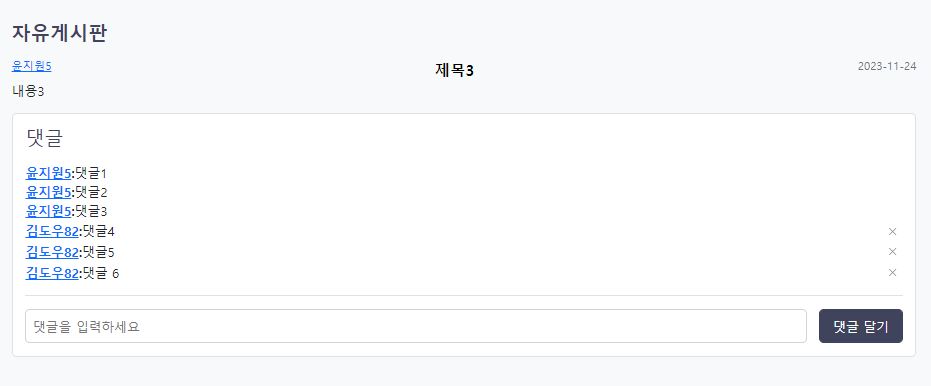 자유게시판
윤지원5 제목3 2023-11-24
내용3
댓글
윤지원5:댓글1
윤지원5:댓글2
윤지원5:댓글3
김도우82:댓글4
김도우82:댓글5
김도우82:댓글 6
댓글을 입력하세요 댓글 달기